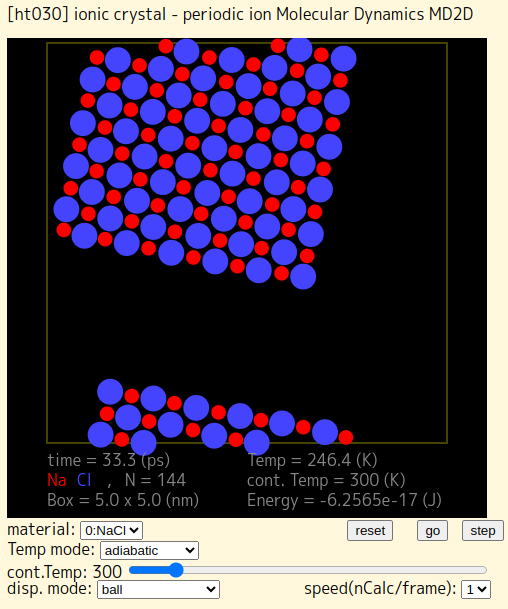 [ht030] ionic crystal - periodic ion Molecular Dynamics MD2D
time = 33.3 (ps) Temp = 246.4 (K)
Na Cl , N = 144 cont. Temp = 300 (K)
Box = 5.0 x 5.0 (nm) Energy = -6.2565e-17 (J)
material: 0:NaCl reset go step
Temp mode: adiabatic
cont.Temp: 300
disp. mode: ball speed(nCalc/frame): 1